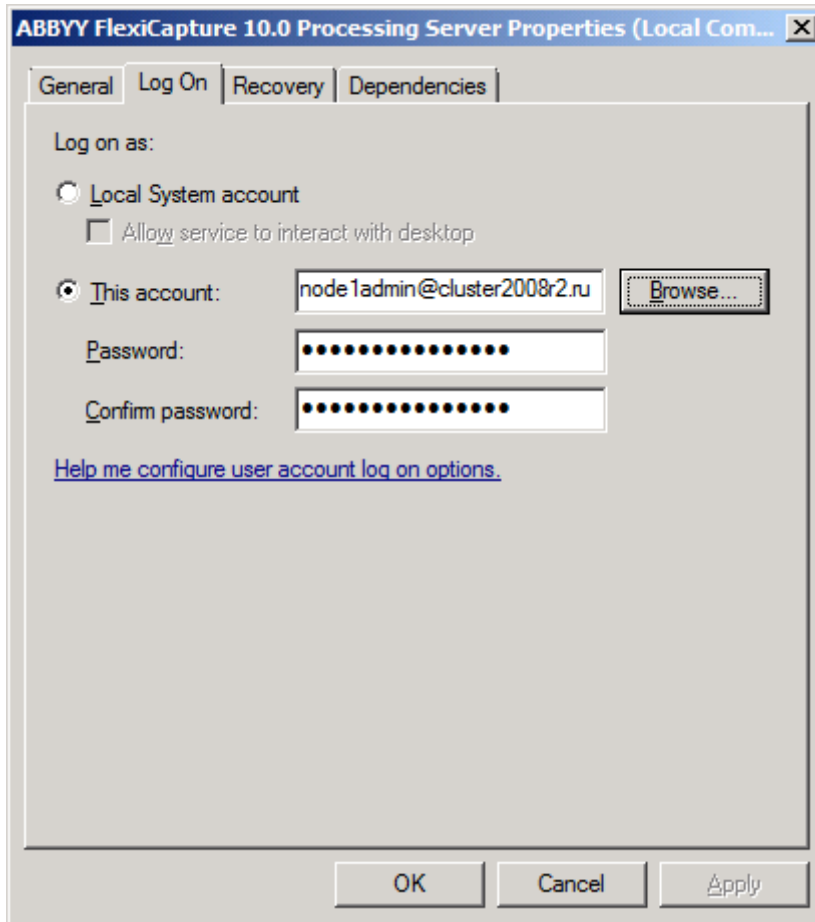 ABBYY FlexiCapture 10.0 Processing Server Properties (Local Com...
General Log On Recovery Dependencies
Log on as:
Local System account
Allow service to interact with desktop
This account: node1admin@cluster2008r2.ru Browse...
Password: •••••••••••••••
Confirm password: •••••••••••••••
Help me configure user account log on options.
OK Cancel Apply